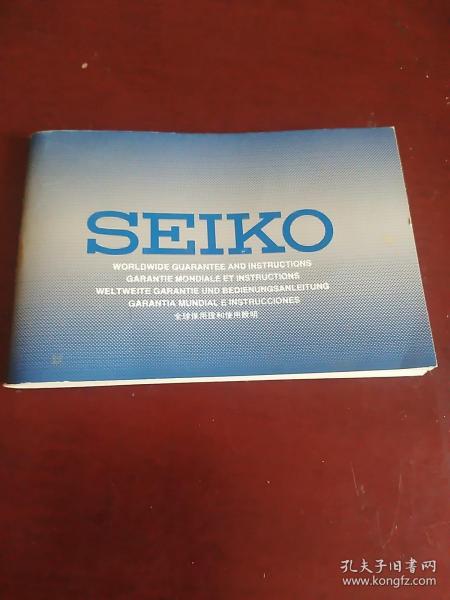 SEIKO
WORLDWIDE GUARANTEE AND INSTRUCTIONS
GARANTIE MONDIALE ET INSTRUCTIONS
WELTWEITE GARANTIE UND BEDIENUNGSANLEITUNG
GARANTIA MUNDIAL E INSTRUCCIONES
全球保用證和使用說明
孔夫子旧书网
www.kongfz.com